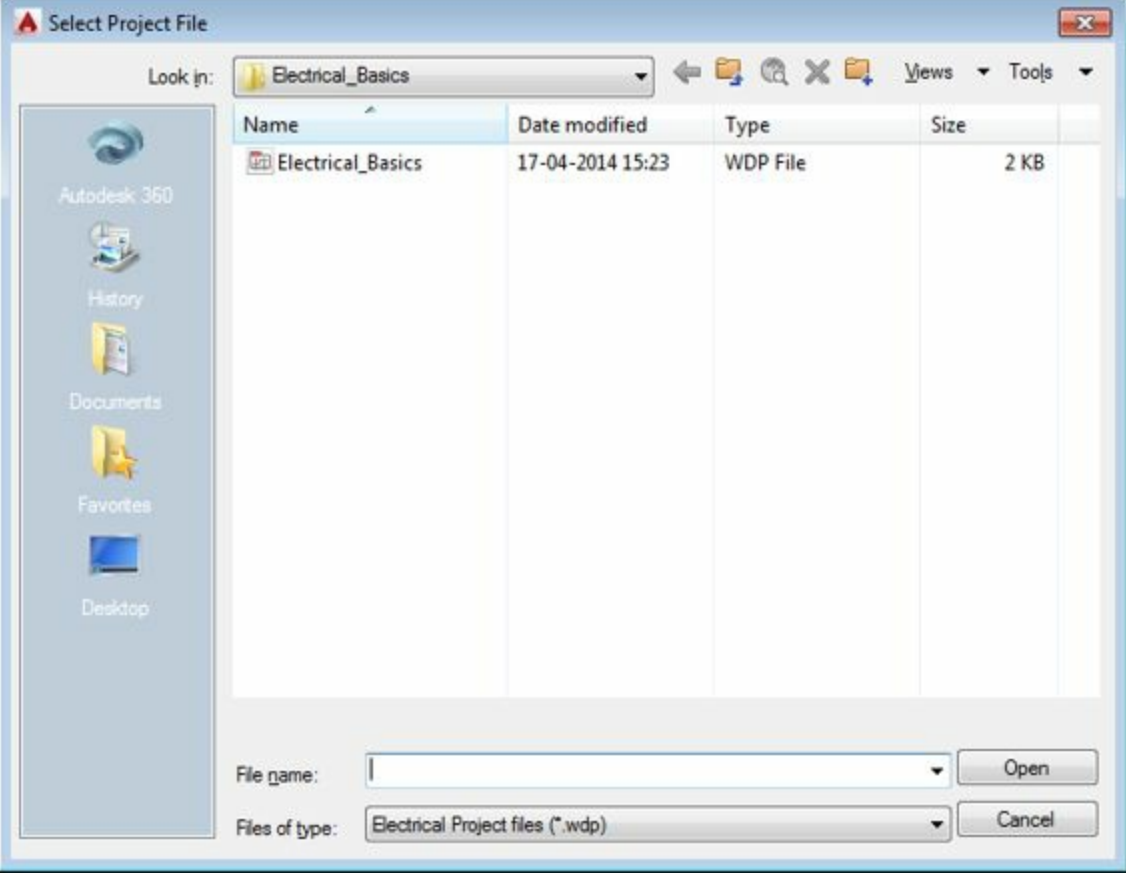 Select Project File
Look in: Electrical_Basics Views Tools
Name Date modified Type Size
Electrical_Basics 17-04-2014 15:23 WDP File 2 KB
Autodesk 360
History
Documents
Favorites
Desktop
File name: Open
Files of type: Electrical Project files (*.wdp) Cancel